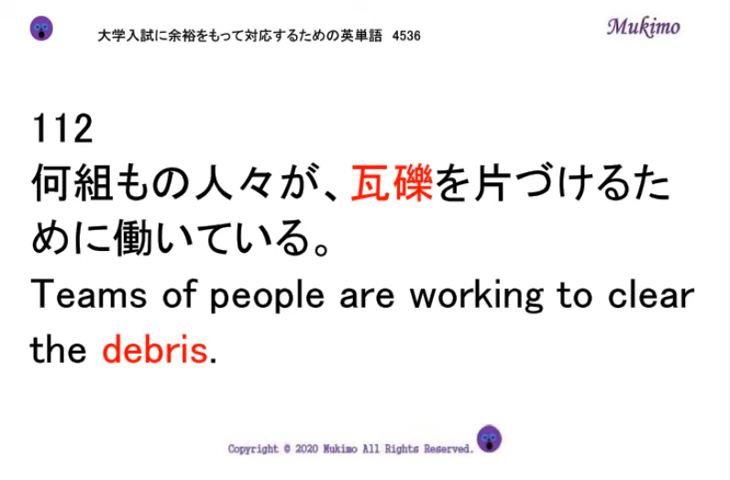 大学入試に余裕をもって対応するための英単語 4536
Mukimo
112
何組もの人々が、瓦礫を片づけるた
めに働いている。
Teams of people are working to clear
the debris.
Copyright © 2020 Mukimo All Rights Reserved.